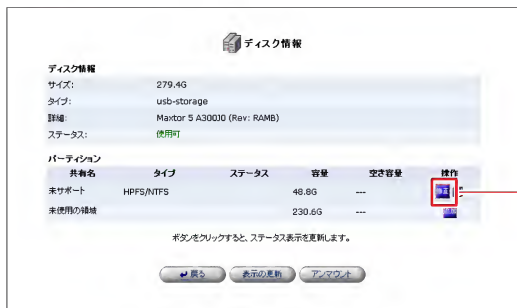 ディスク情報
ディスク情報
サイズ: 279.4G
タイプ: usb-storage
詳細: Maxtor 5 A300J0 (Rev: RAMB)
ステータス: 使用可
パーティション
共有名 タイプ ステータス 容量 空き容量 操作
未サポート HPFS/NTFS 48.8G ---
未使用の領域 230.6G ---
ボタンをクリックすると、ステータス表示を更新します。
戻る 表示の更新 アンマウント